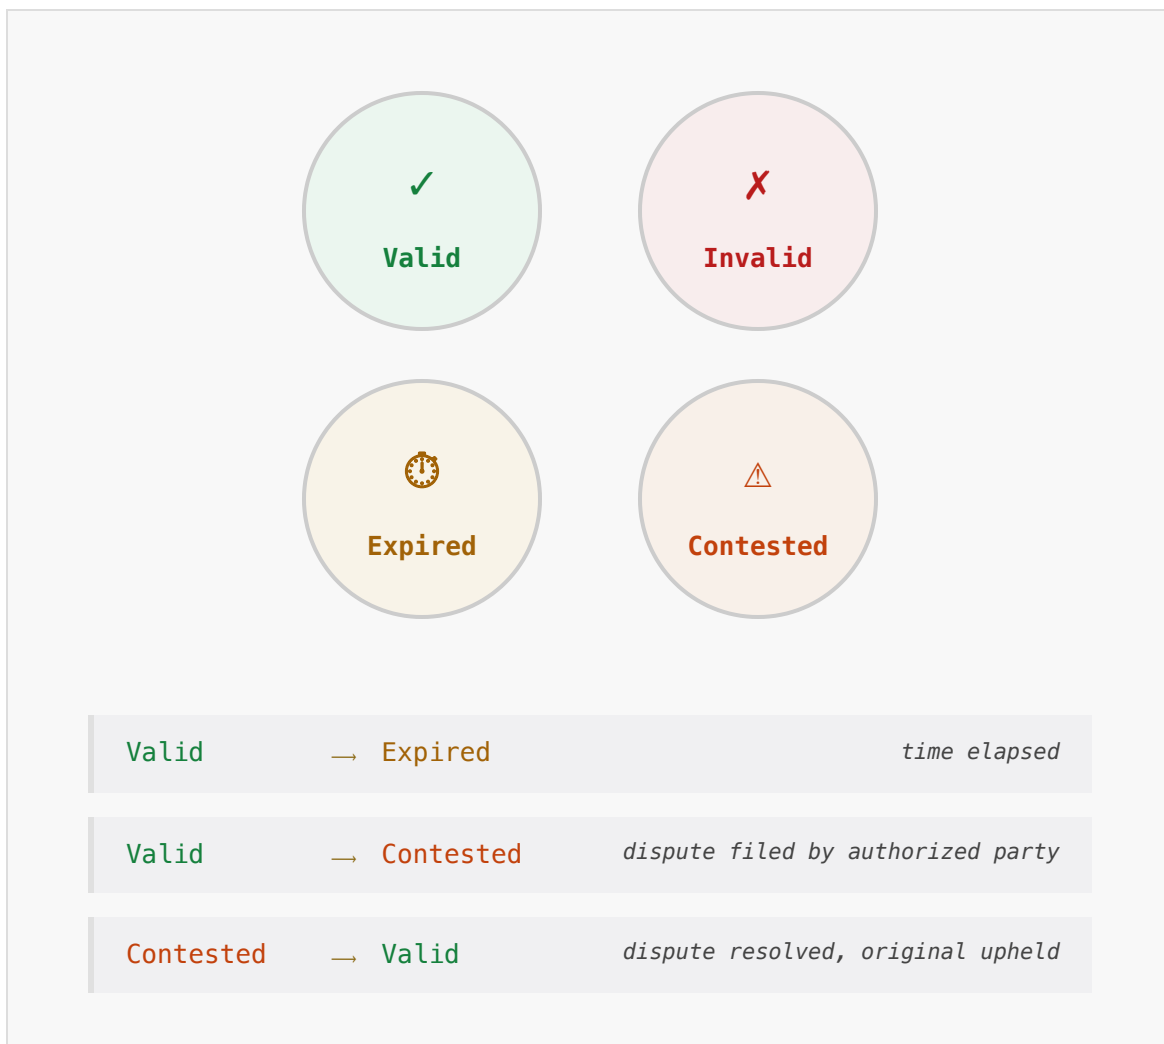 ✓ ✗
Valid Invalid
⏱ ⚠
Expired Contested
Valid → Expired time elapsed
Valid → Contested dispute filed by authorized party
Contested → Valid dispute resolved, original upheld